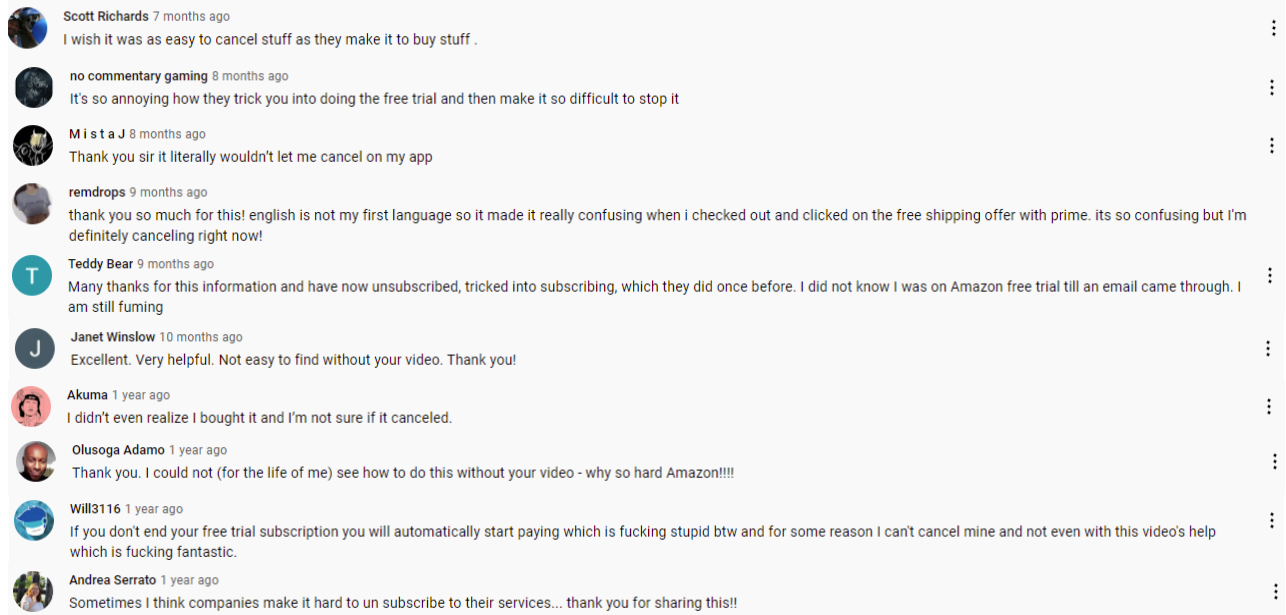 Scott Richards 7 months ago
I wish it was as easy to cancel stuff as they make it to buy stuff .
no commentary gaming 8 months ago
It's so annoying how they trick you into doing the free trial and then make it so difficult to stop it
M i s t a J 8 months ago
Thank you sir it literally wouldn't let me cancel on my app
remdrops 9 months ago
thank you so much for this! english is not my first language so it made it really confusing when i checked out and clicked on the free shipping offer with prime. its so confusing but I'm
definitely canceling right now!
T
Teddy Bear 9 months ago
Many thanks for this information and have now unsubscribed, tricked into subscribing, which they did once before. I did not know I was on Amazon free trial till an email came through. I
am still fuming
J
Janet Winslow 10 months ago
Excellent. Very helpful. Not easy to find without your video. Thank you!
Akuma 1 year ago
I didn't even realize I bought it and I'm not sure if it canceled.
Olusoga Adamo 1 year ago
Thank you. I could not (for the life of me) see how to do this without your video - why so hard Amazon!!!!
Will3116 1 year ago
If you don't end your free trial subscription you will automatically start paying which is fucking stupid btw and for some reason I can't cancel mine and not even with this video's help
which is fucking fantastic.
Andrea Serrato 1 year ago
Sometimes I think companies make it hard to un subscribe to their services... thank you for sharing this!!